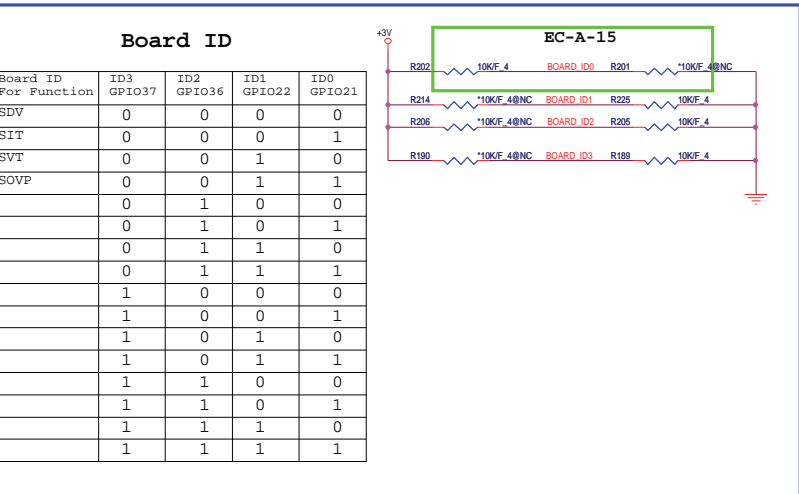 Board ID
Board ID For Function ID3 GPIO37 ID2 GPIO36 ID1 GPIO22 ID0 GPIO21
SDV 0 0 0 0
SIT 0 0 0 1
SVT 0 0 1 0
SOVP 0 0 1 1
0 1 0 0
0 1 0 1
0 1 1 0
0 1 1 1
1 0 0 0
1 0 0 1
1 0 1 0
1 0 1 1
1 1 0 0
1 1 0 1
1 1 1 0
1 1 1 1
+3V
EC-A-15
R202 10K/F_4 BOARD_ID0 R201 *10K/F_4@NC
R214 *10K/F_4@NC BOARD_ID1 R225 10K/F_4
R206 *10K/F_4@NC BOARD_ID2 R205 10K/F_4
R190 *10K/F_4@NC BOARD_ID3 R189 10K/F_4